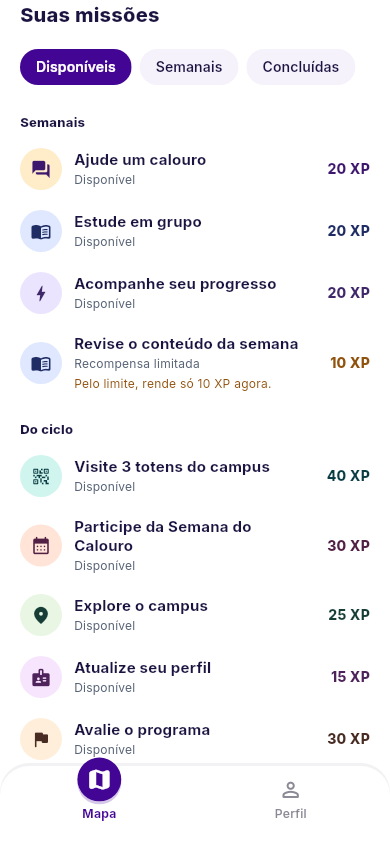 Suas missões
Disponíveis
Semanais
Concluídas
Semanais
Ajude um calouro
Disponível
20 XP
Estude em grupo
Disponível
20 XP
Acompanhe seu progresso
Disponível
20 XP
Revise o conteúdo da semana
Recompensa limitada
Pelo limite, rende só 10 XP agora.
10 XP
Do ciclo
Visite 3 totens do campus
Disponível
40 XP
Participe da Semana do
Calouro
Disponível
30 XP
Explore o campus
Disponível
25 XP
Atualize seu perfil
Disponível
15 XP
Avalie o programa
Disponível
30 XP
Mapa
Perfil